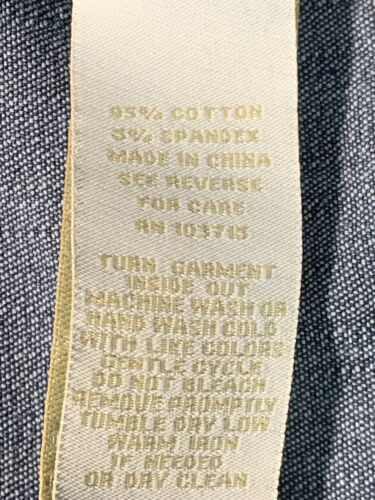 95% COTTON
5% SPANDEX
MADE IN CHINA
SEE REVERSE
FOR CARE
RN 103715
TURN GARMENT
INSIDE OUT
MACHINE WASH OR
HAND WASH COLD
WITH LIKE COLORS
GENTLE CYCLE
DO NOT BLEACH
REMOVE PROMPTLY
TUMBLE DRY LOW
WARM IRON
IF NEEDED
OR DRY CLEAN